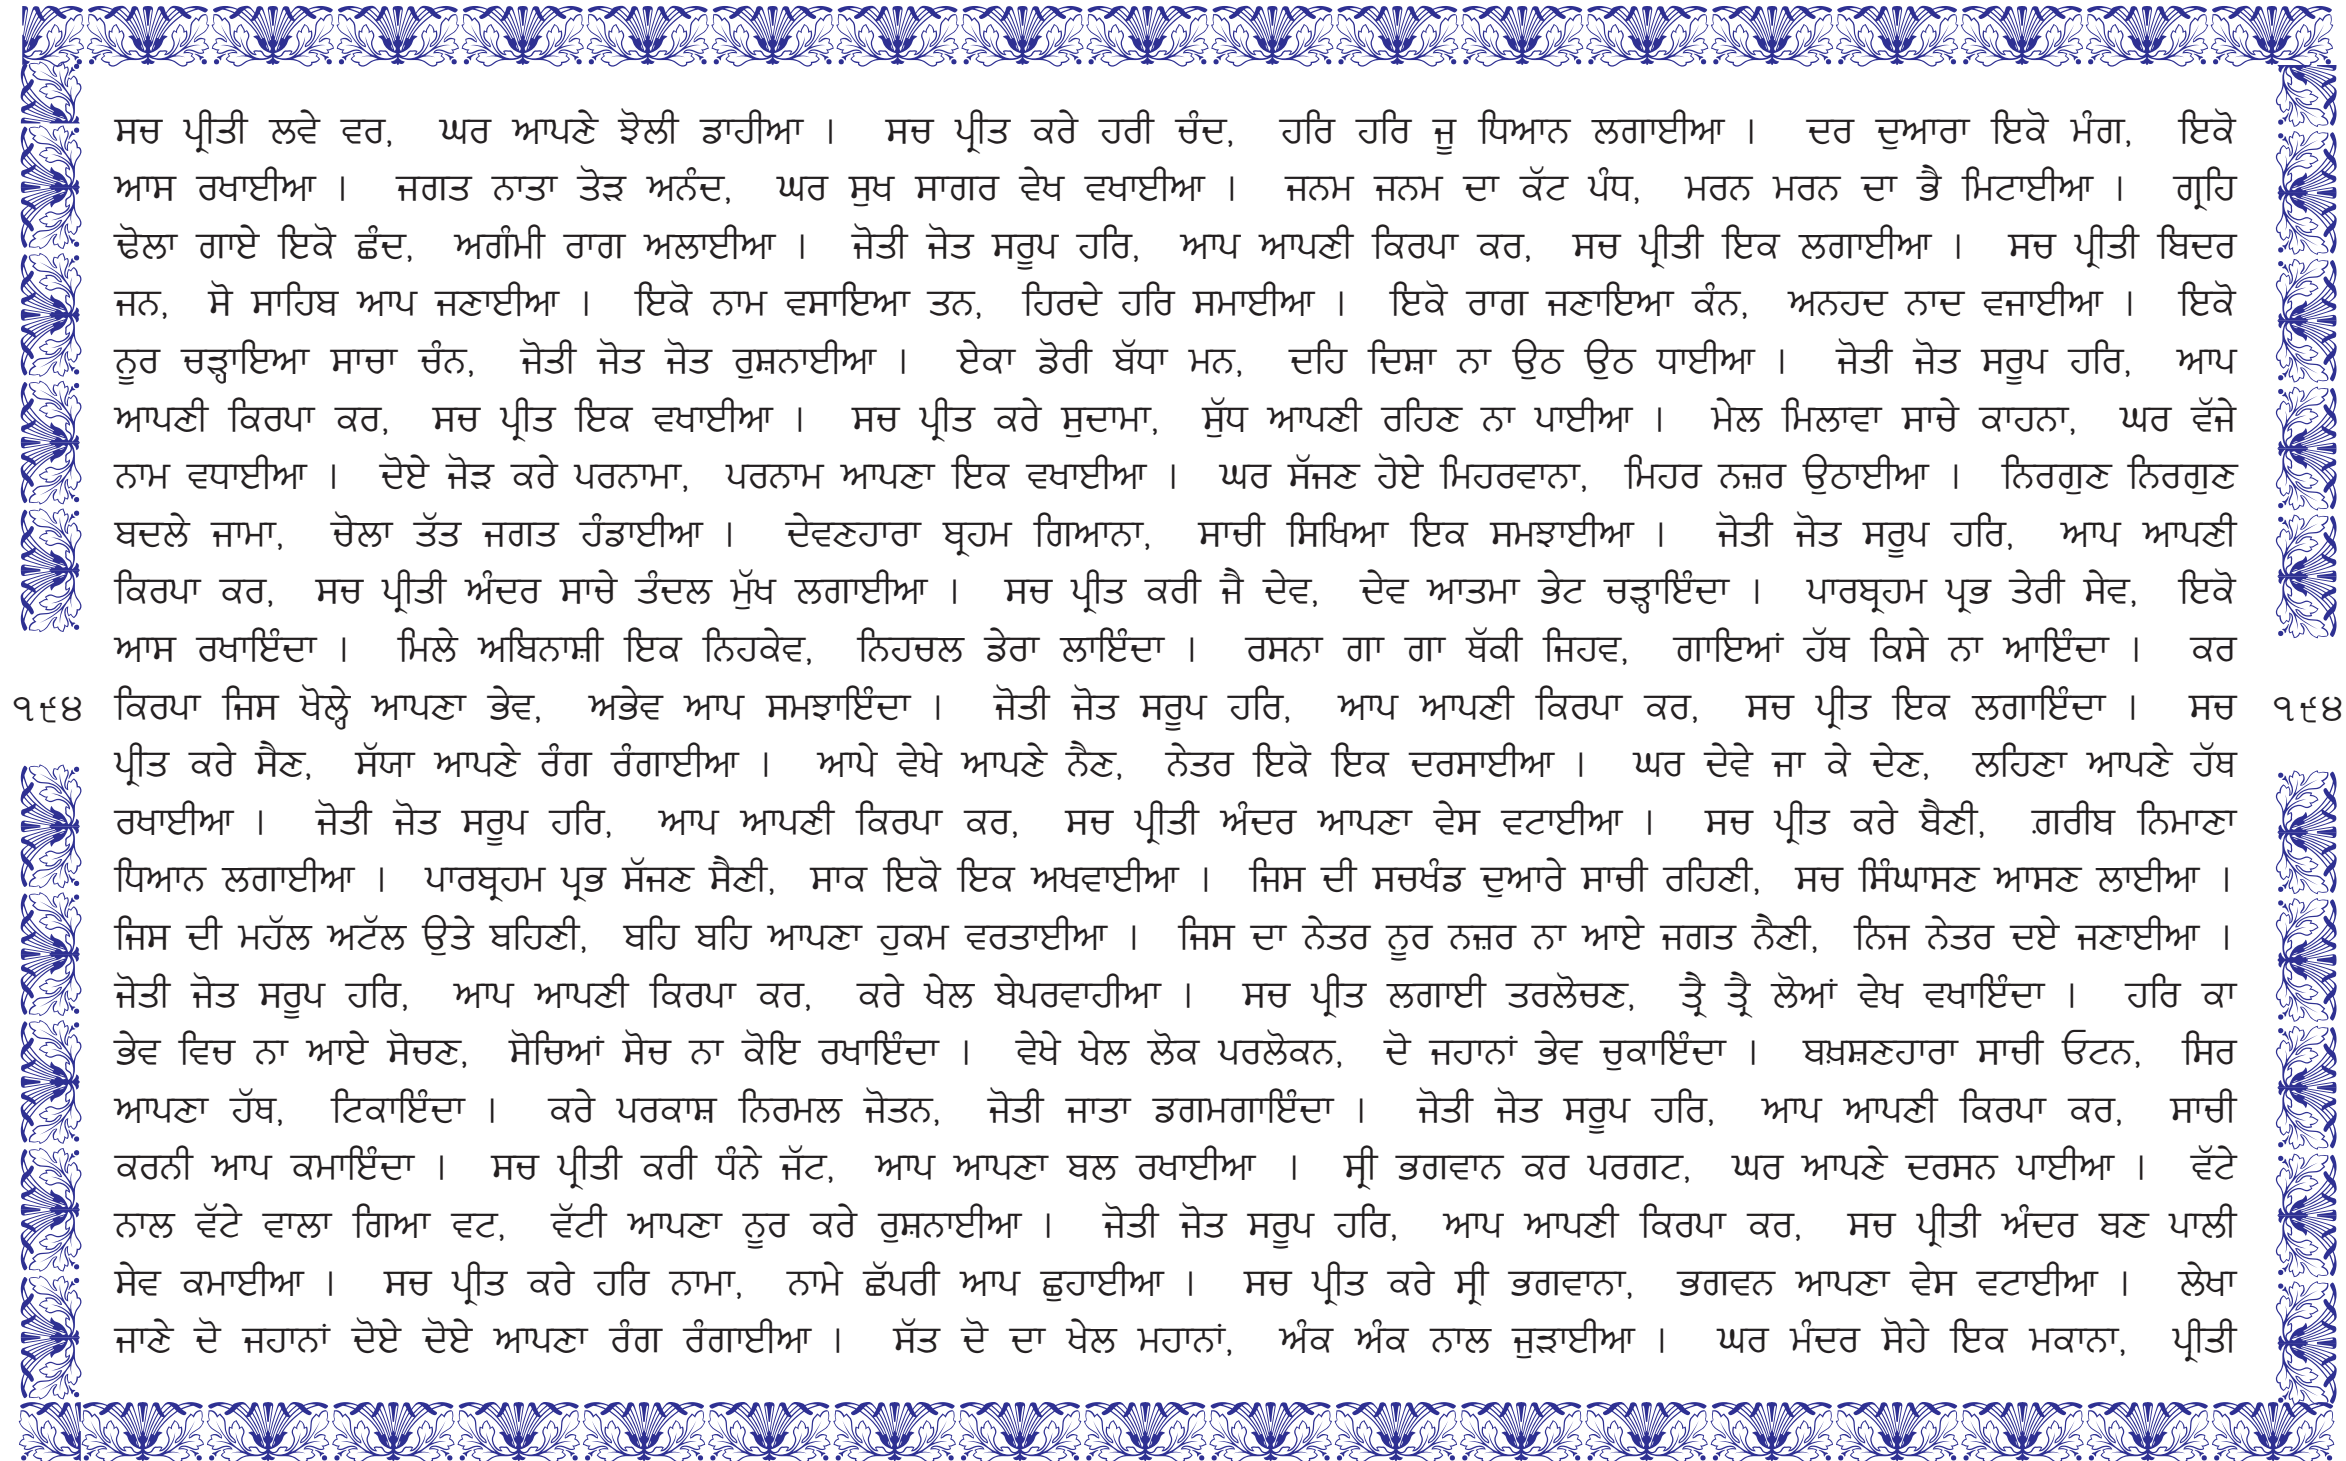 ਸਚ ਪ੍ਰੀਤੀ ਲਵੇ ਵਰ, ਘਰ ਆਪਣੇ ਝੋਲੀ ਡਾਹੀਆ । ਸਚ ਪ੍ਰੀਤ ਕਰੇ ਹਰੀ ਚੰਦ, ਹਰਿ ਹਰਿ ਜੂ ਧਿਆਨ ਲਗਾਈਆ । ਦਰ ਦੁਆਰਾ ਇਕੋ ਮੰਗ, ਇਕੋ
ਆਸ ਰਖਾਈਆ । ਜਗਤ ਨਾਤਾ ਤੋੜ ਅਨੰਦ, ਘਰ ਸੁਖ ਸਾਗਰ ਵੇਖ ਵਖਾਈਆ । ਜਨਮ ਜਨਮ ਦਾ ਕੱਟ ਪੰਧ, ਮਰਨ ਮਰਨ ਦਾ ਭੈ ਮਿਟਾਈਆ । ਗ੍ਰਹਿ
ਢੋਲਾ ਗਾਏ ਇਕੋ ਛੰਦ, ਅਗੰਮੀ ਰਾਗ ਅਲਾਈਆ । ਜੋਤੀ ਜੋਤ ਸਰੂਪ ਹਰਿ, ਆਪ ਆਪਣੀ ਕਿਰਪਾ ਕਰ, ਸਚ ਪ੍ਰੀਤੀ ਇਕ ਲਗਾਈਆ । ਸਚ ਪ੍ਰੀਤੀ ਬਿਦਰ
ਜਨ, ਸੋ ਸਾਹਿਬ ਆਪ ਜਣਾਈਆ । ਇਕੋ ਨਾਮ ਵਸਾਇਆ ਤਨ, ਹਿਰਦੇ ਹਰਿ ਸਮਾਈਆ । ਇਕੋ ਰਾਗ ਜਣਾਇਆ ਕੰਨ, ਅਨਹਦ ਨਾਦ ਵਜਾਈਆ । ਇਕੋ
ਨੂਰ ਚੜ੍ਹਾਇਆ ਸਾਚਾ ਚੰਨ, ਜੋਤੀ ਜੋਤ ਜੋਤ ਰੁਸ਼ਨਾਈਆ । ਏਕਾ ਡੋਰੀ ਬੱਧਾ ਮਨ, ਦਹਿ ਦਿਸ਼ਾ ਨਾ ਉਠ ਉਠ ਧਾਈਆ । ਜੋਤੀ ਜੋਤ ਸਰੂਪ ਹਰਿ, ਆਪ
ਆਪਣੀ ਕਿਰਪਾ ਕਰ, ਸਚ ਪ੍ਰੀਤ ਇਕ ਵਖਾਈਆ । ਸਚ ਪ੍ਰੀਤ ਕਰੇ ਸੁਦਾਮਾ, ਸੁੱਧ ਆਪਣੀ ਰਹਿਣ ਨਾ ਪਾਈਆ । ਮੇਲ ਮਿਲਾਵਾ ਸਾਚੇ ਕਾਹਨਾ, ਘਰ ਵੱਜੇ
ਨਾਮ ਵਧਾਈਆ । ਦੋਏ ਜੋੜ ਕਰੇ ਪਰਨਾਮਾ, ਪਰਨਾਮ ਆਪਣਾ ਇਕ ਵਖਾਈਆ । ਘਰ ਸੱਜਣ ਹੋਏ ਮਿਹਰਵਾਨਾ, ਮਿਹਰ ਨਜ਼ਰ ਉਠਾਈਆ । ਨਿਰਗੁਣ ਨਿਰਗੁਣ
ਬਦਲੇ ਜਾਮਾ, ਚੋਲਾ ਤੱਤ ਜਗਤ ਹੰਡਾਈਆ । ਦੇਵਣਹਾਰਾ ਬ੍ਰਹਮ ਗਿਆਨਾ, ਸਾਚੀ ਸਿਖਿਆ ਇਕ ਸਮਝਾਈਆ । ਜੋਤੀ ਜੋਤ ਸਰੂਪ ਹਰਿ, ਆਪ ਆਪਣੀ
ਕਿਰਪਾ ਕਰ, ਸਚ ਪ੍ਰੀਤੀ ਅੰਦਰ ਸਾਚੇ ਤੰਦਲ ਮੁੱਖ ਲਗਾਈਆ । ਸਚ ਪ੍ਰੀਤ ਕਰੀ ਜੈ ਦੇਵ, ਦੇਵ ਆਤਮਾ ਭੇਟ ਚੜ੍ਹਾਇੰਦਾ । ਪਾਰਬ੍ਰਹਮ ਪ੍ਰਭ ਤੇਰੀ ਸੇਵ, ਇਕੋ
ਆਸ ਰਖਾਇੰਦਾ । ਮਿਲੇ ਅਬਿਨਾਸ਼ੀ ਇਕ ਨਿਹਕੇਵ, ਨਿਹਚਲ ਡੇਰਾ ਲਾਇੰਦਾ । ਰਸਨਾ ਗਾ ਗਾ ਥੱਕੀ ਜਿਹਵ, ਗਾਇਆਂ ਹੱਥ ਕਿਸੇ ਨਾ ਆਇੰਦਾ । ਕਰ
੧੯੪ ਕਿਰਪਾ ਜਿਸ ਖੋਲ੍ਹੇ ਆਪਣਾ ਭੇਵ, ਅਭੇਵ ਆਪ ਸਮਝਾਇੰਦਾ । ਜੋਤੀ ਜੋਤ ਸਰੂਪ ਹਰਿ, ਆਪ ਆਪਣੀ ਕਿਰਪਾ ਕਰ, ਸਚ ਪ੍ਰੀਤ ਇਕ ਲਗਾਇੰਦਾ । ਸਚ ੧੯੪
ਪ੍ਰੀਤ ਕਰੇ ਸੈਣ, ਸੱਯਾ ਆਪਣੇ ਰੰਗ ਰੰਗਾਈਆ । ਆਪੇ ਵੇਖੇ ਆਪਣੇ ਨੈਣ, ਨੇਤਰ ਇਕੋ ਇਕ ਦਰਸਾਈਆ । ਘਰ ਦੇਵੇ ਜਾ ਕੇ ਦੇਣ, ਲਹਿਣਾ ਆਪਣੇ ਹੱਥ
ਰਖਾਈਆ । ਜੋਤੀ ਜੋਤ ਸਰੂਪ ਹਰਿ, ਆਪ ਆਪਣੀ ਕਿਰਪਾ ਕਰ, ਸਚ ਪ੍ਰੀਤੀ ਅੰਦਰ ਆਪਣਾ ਵੇਸ ਵਟਾਈਆ । ਸਚ ਪ੍ਰੀਤ ਕਰੇ ਬੈਣੀ, ਗ਼ਰੀਬ ਨਿਮਾਣਾ
ਧਿਆਨ ਲਗਾਈਆ । ਪਾਰਬ੍ਰਹਮ ਪ੍ਰਭ ਸੱਜਣ ਸੈਣੀ, ਸਾਕ ਇਕੋ ਇਕ ਅਖਵਾਈਆ । ਜਿਸ ਦੀ ਸਚਖੰਡ ਦੁਆਰੇ ਸਾਚੀ ਰਹਿਣੀ, ਸਚ ਸਿੰਘਾਸਣ ਆਸਣ ਲਾਈਆ ।
ਜਿਸ ਦੀ ਮਹੱਲ ਅਟੱਲ ਉਤੇ ਬਹਿਣੀ, ਬਹਿ ਬਹਿ ਆਪਣਾ ਹੁਕਮ ਵਰਤਾਈਆ । ਜਿਸ ਦਾ ਨੇਤਰ ਨੂਰ ਨਜ਼ਰ ਨਾ ਆਏ ਜਗਤ ਨੈਣੀ, ਨਿਜ ਨੇਤਰ ਦਏ ਜਣਾਈਆ ।
ਜੋਤੀ ਜੋਤ ਸਰੂਪ ਹਰਿ, ਆਪ ਆਪਣੀ ਕਿਰਪਾ ਕਰ, ਕਰੇ ਖੇਲ ਬੇਪਰਵਾਹੀਆ । ਸਚ ਪ੍ਰੀਤ ਲਗਾਈ ਤਰਲੋਚਣ, ਤ੍ਰੈ ਤ੍ਰੈ ਲੋਆਂ ਵੇਖ ਵਖਾਇੰਦਾ । ਹਰਿ ਕਾ
ਭੇਵ ਵਿਚ ਨਾ ਆਏ ਸੋਚਣ, ਸੋਚਿਆਂ ਸੋਚ ਨਾ ਕੋਇ ਰਖਾਇੰਦਾ । ਵੇਖੇ ਖੇਲ ਲੋਕ ਪਰਲੋਕਨ, ਦੋ ਜਹਾਨਾਂ ਭੇਵ ਚੁਕਾਇੰਦਾ । ਬਖ਼ਸ਼ਣਹਾਰਾ ਸਾਚੀ ਓਟਨ, ਸਿਰ
ਆਪਣਾ ਹੱਥ, ਟਿਕਾਇੰਦਾ । ਕਰੇ ਪਰਕਾਸ਼ ਨਿਰਮਲ ਜੋਤਨ, ਜੋਤੀ ਜਾਤਾ ਡਗਮਗਾਇੰਦਾ । ਜੋਤੀ ਜੋਤ ਸਰੂਪ ਹਰਿ, ਆਪ ਆਪਣੀ ਕਿਰਪਾ ਕਰ, ਸਾਚੀ
ਕਰਨੀ ਆਪ ਕਮਾਇੰਦਾ । ਸਚ ਪ੍ਰੀਤੀ ਕਰੀ ਧੰਨੇ ਜੱਟ, ਆਪ ਆਪਣਾ ਬਲ ਰਖਾਈਆ । ਸ੍ਰੀ ਭਗਵਾਨ ਕਰ ਪਰਗਟ, ਘਰ ਆਪਣੇ ਦਰਸਨ ਪਾਈਆ । ਵੱਟੇ
ਨਾਲ ਵੱਟੇ ਵਾਲਾ ਗਿਆ ਵਟ, ਵੱਟੀ ਆਪਣਾ ਨੂਰ ਕਰੇ ਰੁਸ਼ਨਾਈਆ । ਜੋਤੀ ਜੋਤ ਸਰੂਪ ਹਰਿ, ਆਪ ਆਪਣੀ ਕਿਰਪਾ ਕਰ, ਸਚ ਪ੍ਰੀਤੀ ਅੰਦਰ ਬਣ ਪਾਲੀ
ਸੇਵ ਕਮਾਈਆ । ਸਚ ਪ੍ਰੀਤ ਕਰੇ ਹਰਿ ਨਾਮਾ, ਨਾਮੇ ਛੱਪਰੀ ਆਪ ਛੁਹਾਈਆ । ਸਚ ਪ੍ਰੀਤ ਕਰੇ ਸ੍ਰੀ ਭਗਵਾਨਾ, ਭਗਵਨ ਆਪਣਾ ਵੇਸ ਵਟਾਈਆ । ਲੇਖਾ
ਜਾਣੇ ਦੋ ਜਹਾਨਾਂ ਦੋਏ ਦੋਏ ਆਪਣਾ ਰੰਗ ਰੰਗਾਈਆ । ਸੱਤ ਦੋ ਦਾ ਖੇਲ ਮਹਾਨਾਂ, ਅੰਕ ਅੰਕ ਨਾਲ ਜੁੜਾਈਆ । ਘਰ ਮੰਦਰ ਸੋਹੇ ਇਕ ਮਕਾਨਾ, ਪ੍ਰੀਤੀ